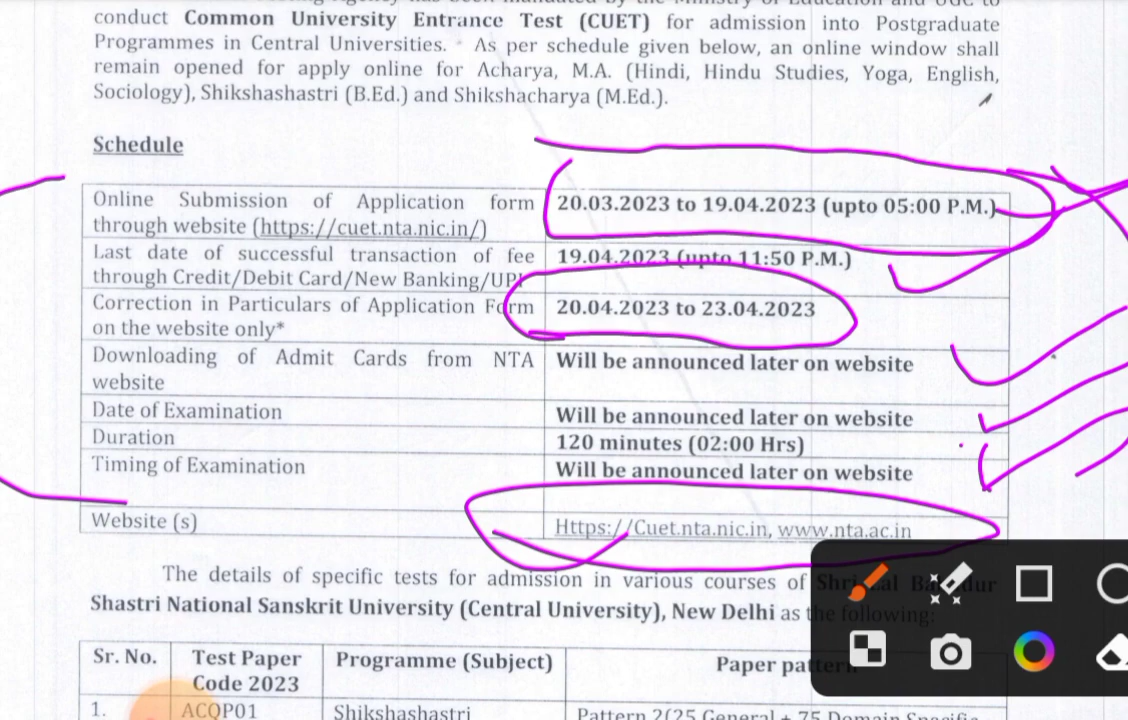 conduct Common University Entrance Test (CUET) for admission into Postgraduate
Programmes in Central Universities. As per schedule given below, an online window shall
remain opened for apply online for Acharya, M.A. (Hindi, Hindu Studies, Yoga, English,
Sociology), Shikshashastri (B.Ed.) and Shikshacharya (M.Ed.).
Schedule
Online Submission of Application form 20.03.2023 to 19.04.2023 (upto 05:00 P.M.)
through website (https://cuet.nta.nic.in/)
Last date of successful transaction of fee 19.04.2023 (upto 11:50 P.M.)
through Credit/Debit Card/New Banking/UPI
Correction in Particulars of Application Form 20.04.2023 to 23.04.2023
on the website only*
Downloading of Admit Cards from NTA Will be announced later on website
website
Date of Examination Will be announced later on website
Duration 120 minutes (02:00 Hrs)
Timing of Examination Will be announced later on website
Website (s) Https://Cuet.nta.nic.in, www.nta.ac.in
The details of specific tests for admission in various courses of
Shastri National Sanskrit University (Central University), New Delhi as the following:
Sr. No. Test Paper Programme (Subject) Paper pattern
Code 2023
1. ACQP01 Shikshashastri Pattern 2(25 General + 75 Domain Specific